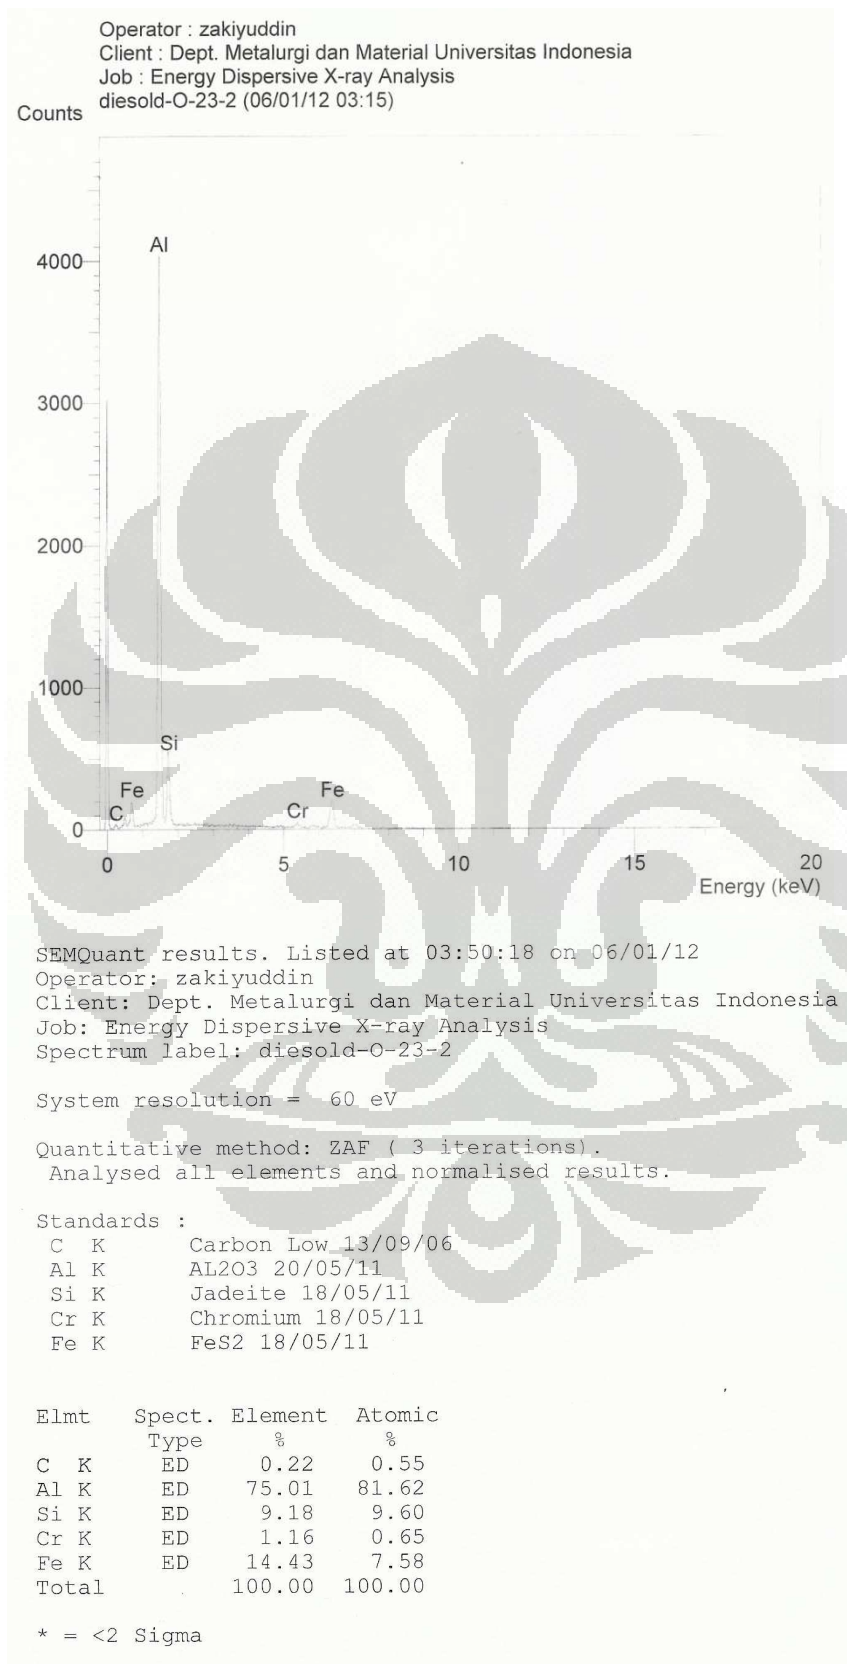 Operator : zakiyuddin
Client : Dept. Metalurgi dan Material Universitas Indonesia
Job : Energy Dispersive X-ray Analysis
diesold-O-23-2 (06/01/12 03:15)
Counts
Al
4000
3000
2000
1000
Si
Fe
Fe
C
Cr
0
0
5
10
15
20
Energy (keV)
SEMQuant results. Listed at 03:50:18 on 06/01/12
Operator: zakiyuddin
Client: Dept. Metalurgi dan Material Universitas Indonesia
Job: Energy Dispersive X-ray Analysis
Spectrum label: diesold-O-23-2
System resolution = 60 eV
Quantitative method: ZAF ( 3 iterations).
Analysed all elements and normalised results.
Standards :
C K Carbon Low 13/09/06
Al K AL2O3 20/05/11
Si K Jadeite 18/05/11
Cr K Chromium 18/05/11
Fe K FeS2 18/05/11
Elmt Spect. Element Atomic
Type % %
C K ED 0.22 0.55
Al K ED 75.01 81.62
Si K ED 9.18 9.60
Cr K ED 1.16 0.65
Fe K ED 14.43 7.58
Total 100.00 100.00
* = <2 Sigma